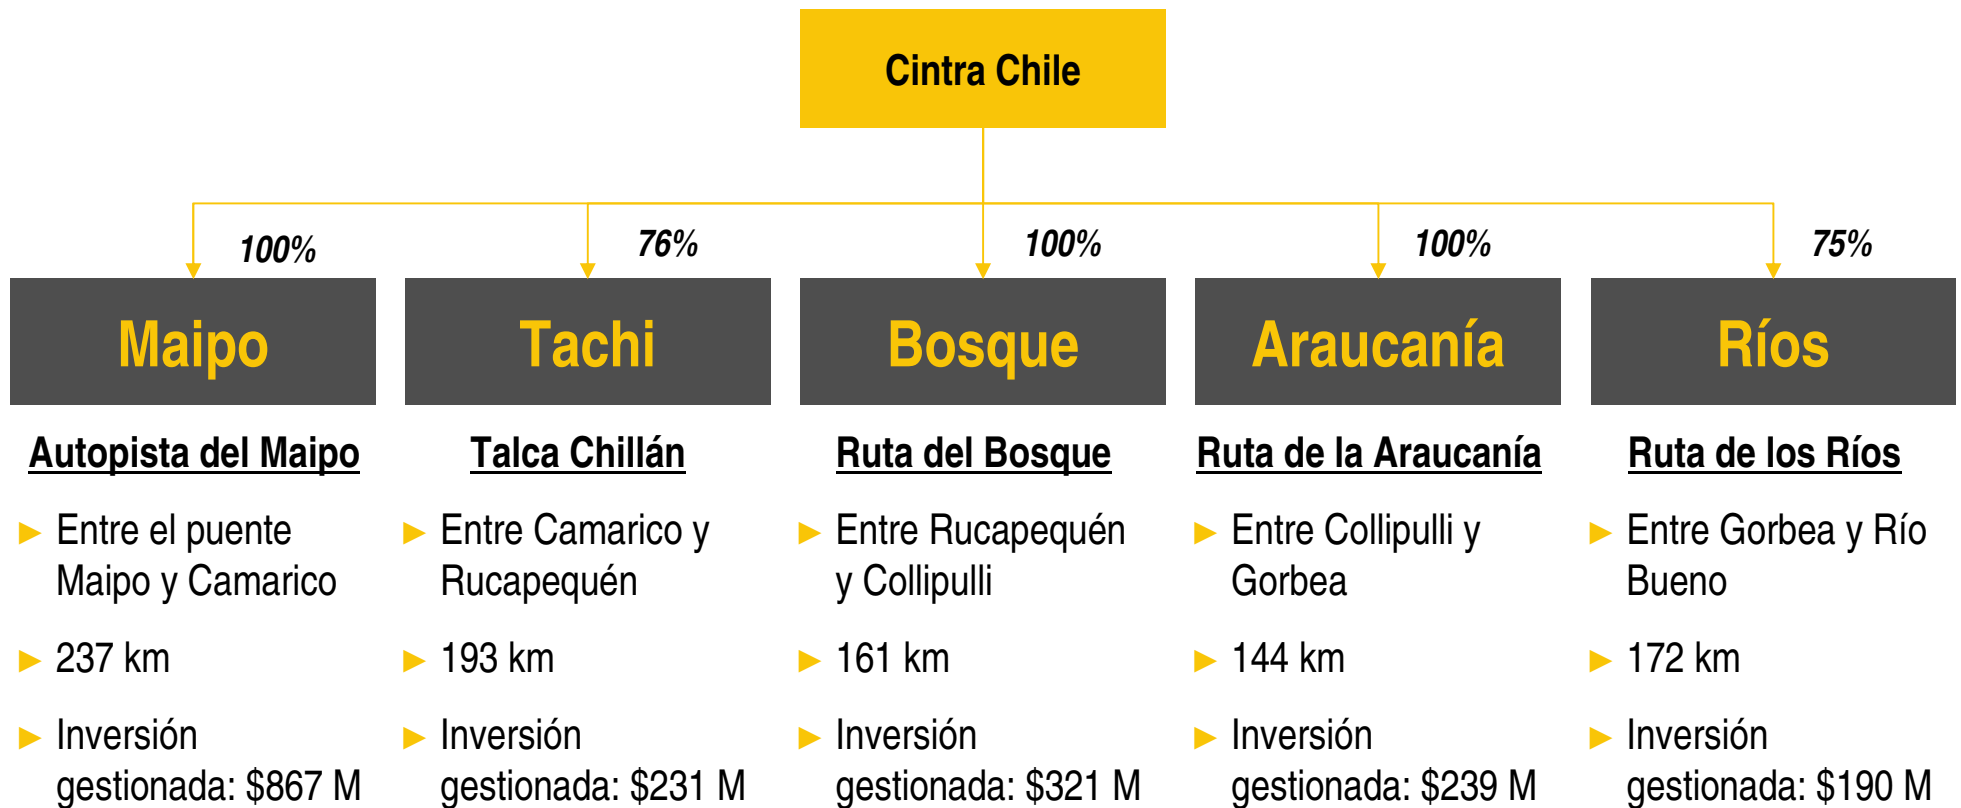 Cintra Chile
100%
76%
100%
100%
75%
Maipo
Tachi
Bosque
Araucanía
Ríos
Autopista del Maipo
► Entre el puente
Maipo y Camarico
► 237 km
► Inversión
gestionada: $867 M
Talca Chillán
► Entre Camarico y
Rucapequén
► 193 km
► Inversión
gestionada: $231 M
Ruta del Bosque
► Entre Rucapequén
y Collipulli
► 161 km
► Inversión
gestionada: $321 M
Ruta de la Araucanía
► Entre Collipulli y
Gorbea
► 144 km
► Inversión
gestionada: $239 M
Ruta de los Ríos
► Entre Gorbea y Río
Bueno
► 172 km
► Inversión
gestionada: $190 M